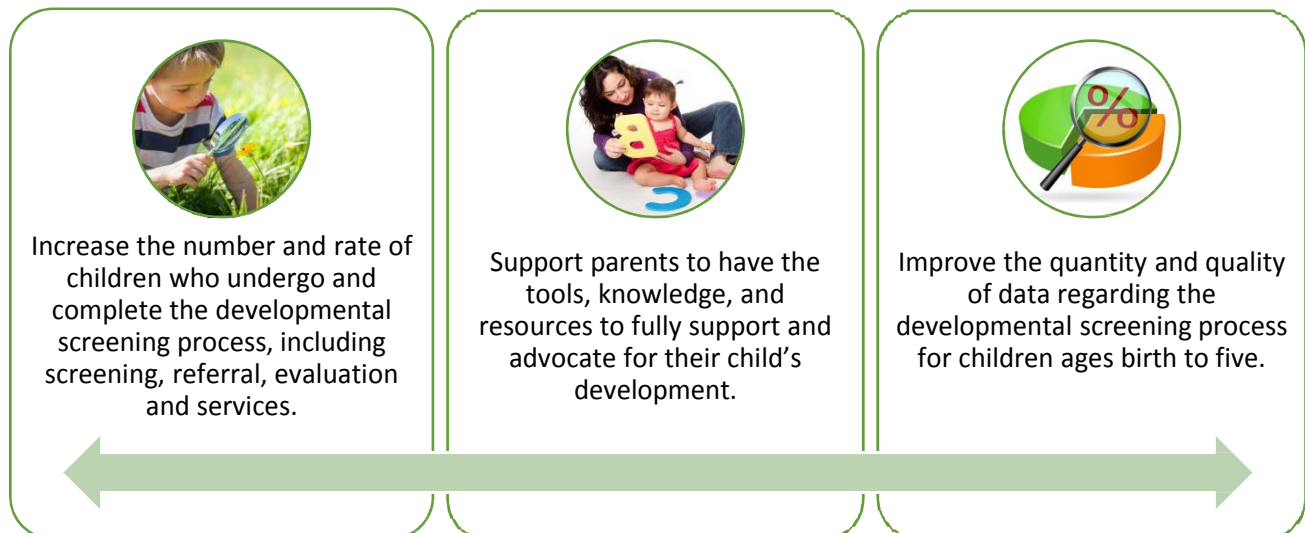 Increase the number and rate of
children who undergo and
complete the developmental
screening process, including
screening, referral, evaluation
and services.
B
C
Support parents to have the
tools, knowledge, and
resources to fully support and
advocate for their child's
development.
%
Improve the quantity and quality
of data regarding the
developmental screening process
for children ages birth to five.